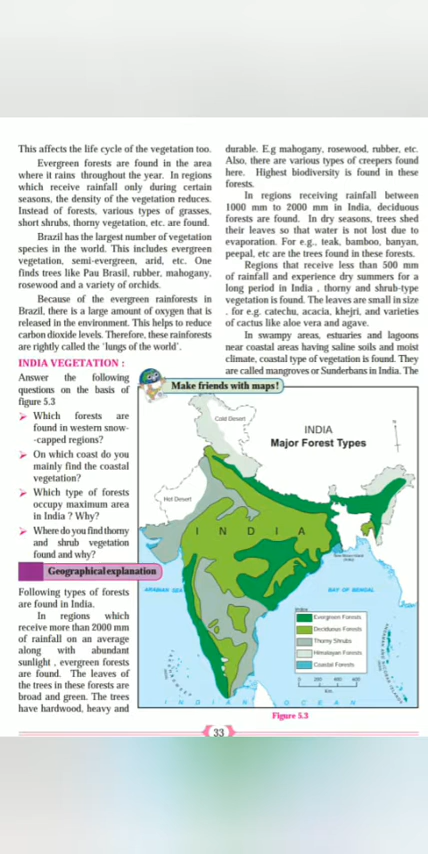 This affects the life cycle of the vegetation too.
Evergreen forests are found in the area
where it rains throughout the year. In regions
which receive rainfall only during certain
seasons, the density of the vegetation reduces.
Instead of forests, various types of grasses,
short shrubs, thorny vegetation, etc. are found.
Brazil has the largest number of vegetation
species in the world. This includes evergreen
vegetation, semi-evergreen, arid, etc. One
finds trees like Pau Brasil, rubber, mahogany,
rosewood and a variety of orchids.
Because of the evergreen rainforests in
Brazil, there is a large amount of oxygen that is
released in the environment. This helps to reduce
carbon dioxide levels. Therefore, these rainforests
are rightly called the 'lungs of the world'.
INDIA VEGETATION :
Answer the following
questions on the basis of
figure 5.3
➢ Which forests are
found in western snow-
-capped regions?
➢ On which coast do you
mainly find the coastal
vegetation?
➢ Which type of forests
occupy maximum area
in India ? Why?
➢ Where do you find thorny
and shrub vegetation
found and why?
Geographical explanation
Following types of forests
are found in India.
In regions which
receive more than 2000 mm
of rainfall on an average
along with abundant
sunlight , evergreen forests
are found. The leaves of
the trees in these forests are
broad and green. The trees
have hardwood, heavy and
durable. E.g mahogany, rosewood, rubber, etc.
Also, there are various types of creepers found
here. Highest biodiversity is found in these
forests.
In regions receiving rainfall between
1000 mm to 2000 mm in India, deciduous
forests are found. In dry seasons, trees shed
their leaves so that water is not lost due to
evaporation. For e.g., teak, bamboo, banyan,
peepal, etc are the trees found in these forests.
Regions that receive less than 500 mm
of rainfall and experience dry summers for a
long period in India , thorny and shrub-type
vegetation is found. The leaves are small in size
. for e.g. catechu, acacia, khejri, and varieties
of cactus like aloe vera and agave.
In swampy areas, estuaries and lagoons
near coastal areas having saline soils and moist
climate, coastal type of vegetation is found. They
are called mangroves or Sunderbans in India. The
Make friends with maps!
INDIA
Major Forest Types
Cold Desert
N
Hot Desert
I N D I A
ARABIAN SEA
BAY OF BENGAL
Index
Evergreen Forests
Deciduous Forests
Thorny Shrubs
Himalayan Forests
Coastal Forests
0 200 400 600
Km.
I N D I A N O C E A N
Figure 5.3
33